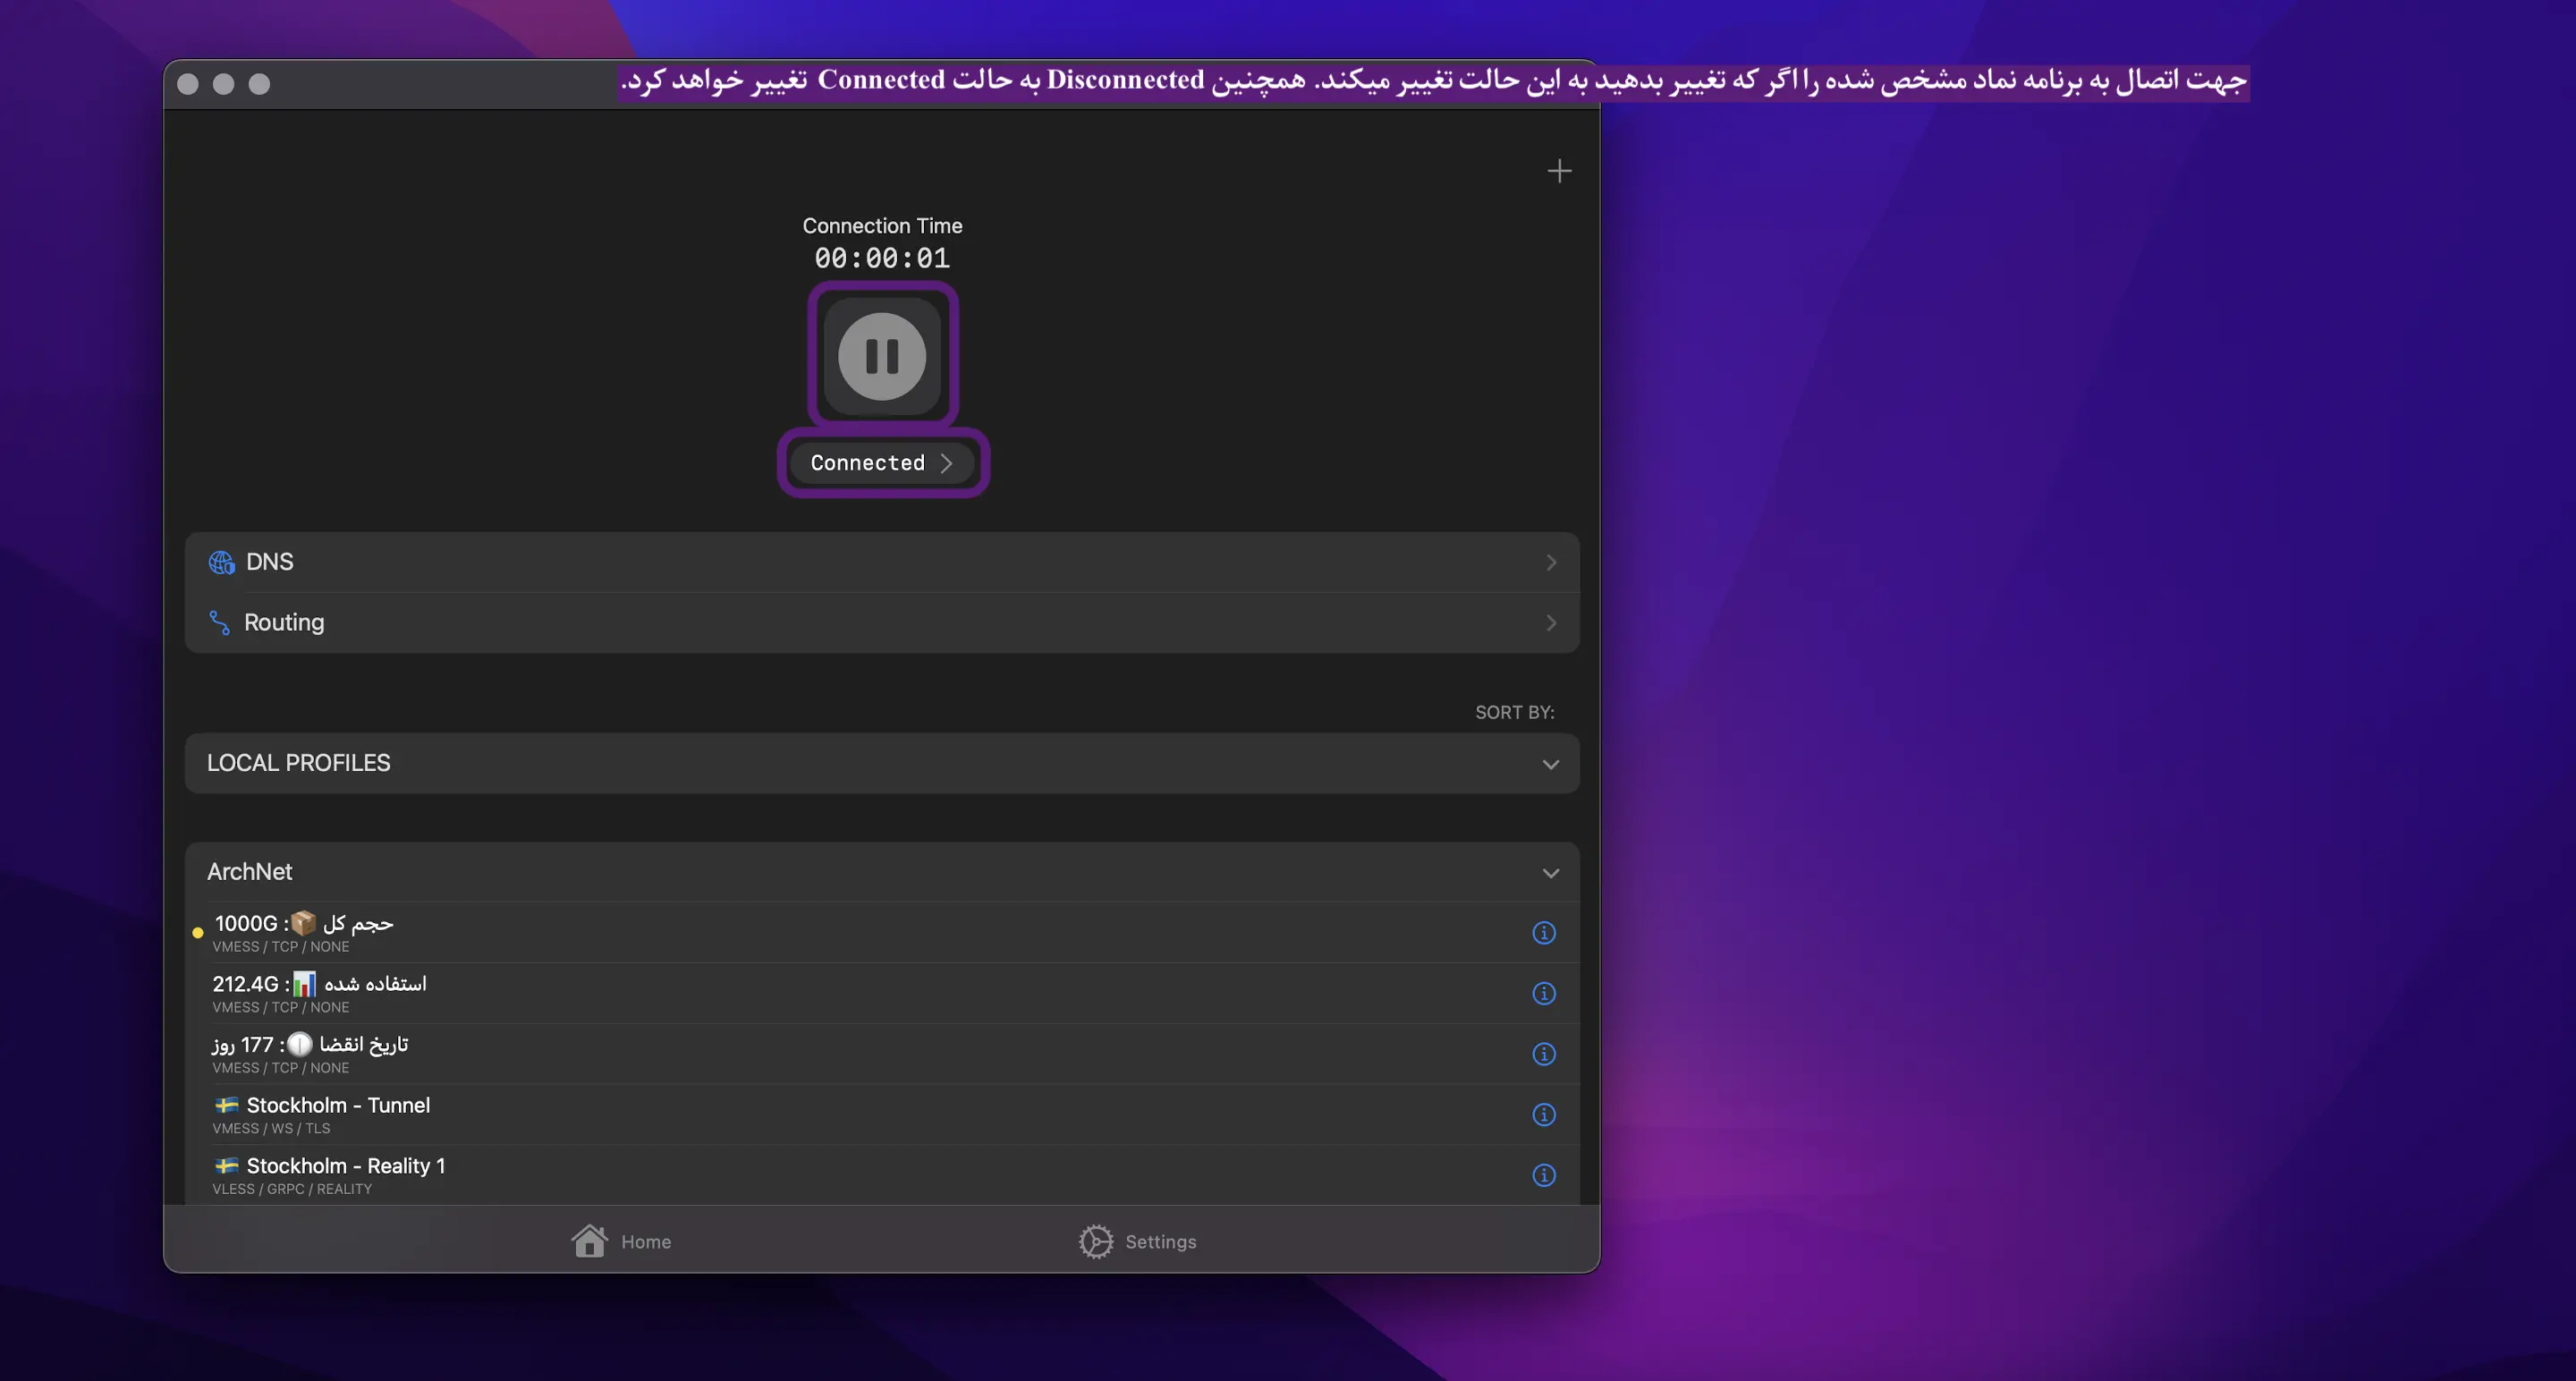 جهت اتصال به برنامه نماد مشخص شده را اگر که تغییر بدهید به این حالت تغییر میکند. همچنین Disconnected به حالت Connected تغییر خواهد کرد.
Connection Time
00:00:01
Connected
DNS
Routing
SORT BY:
LOCAL PROFILES
ArchNet
حجم کل 📦: 1000G
VMESS / TCP / NONE
استفاده شده 📊: 212.4G
VMESS / TCP / NONE
تاریخ انقضا 🕕: 177 روز
VMESS / TCP / NONE
🇸🇪 Stockholm - Tunnel
VMESS / WS / TLS
🇸🇪 Stockholm - Reality 1
VLESS / GRPC / REALITY
Home
Settings